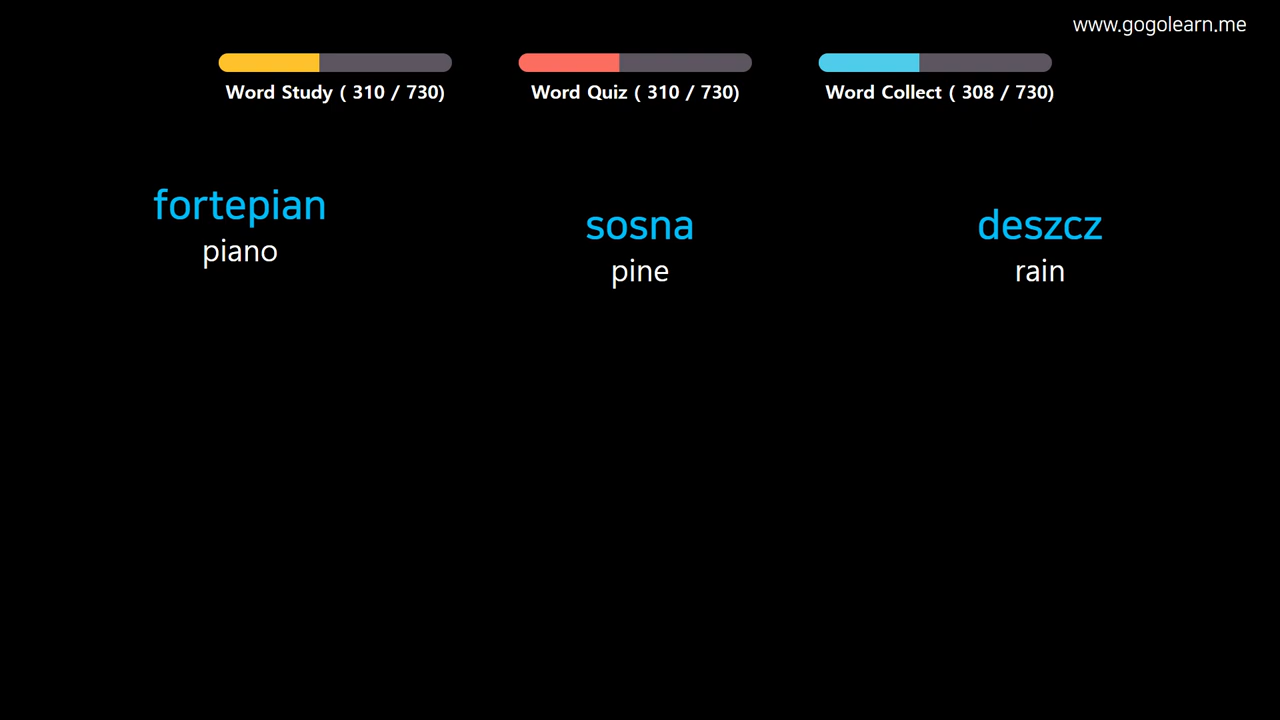 www.gogolearn.me
Word Study ( 310 / 730)
Word Quiz ( 310 / 730)
Word Collect ( 308 / 730)
fortepian
piano
sosna
pine
deszcz
rain